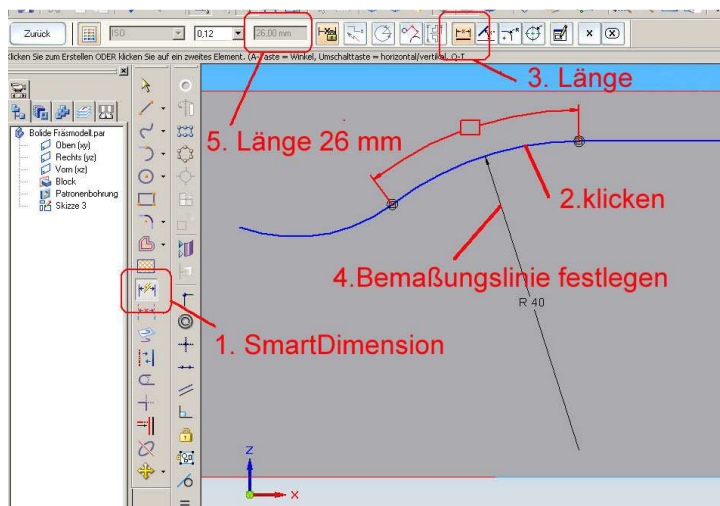 Zurück ISO 0,12 26,00 mm
3. Länge
klicken Sie zum Erstellen ODER klicken Sie auf ein zweites Element. (A-Taste = Winkel, Umschalttaste = horizontal/vertikal, O-T
5. Länge 26 mm
Bolide Fräsmodell.par
Oben (xy)
Rechts (yz)
Vorn (xz)
Block
Patronenbohrung
Skizze 3
2.klicken
4.Bemaßungslinie festlegen
R 40
1. SmartDimension
Z
X